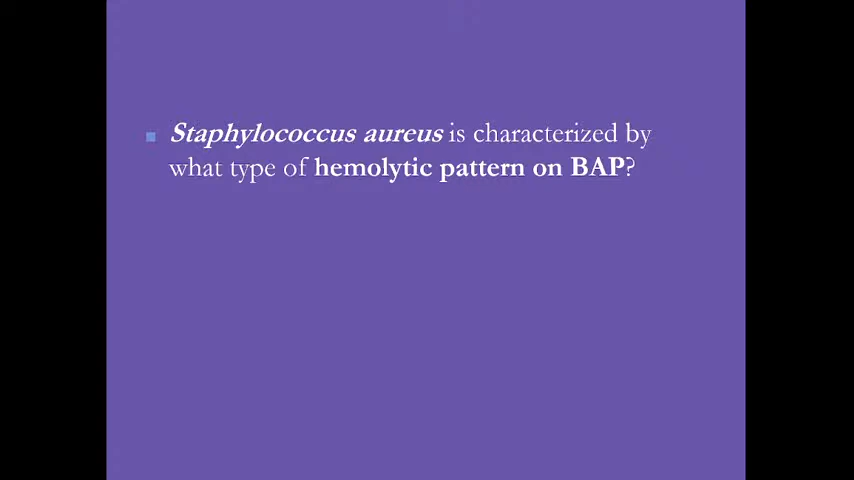 Staphylococcus aureus is characterized by
what type of hemolytic pattern on BAP?